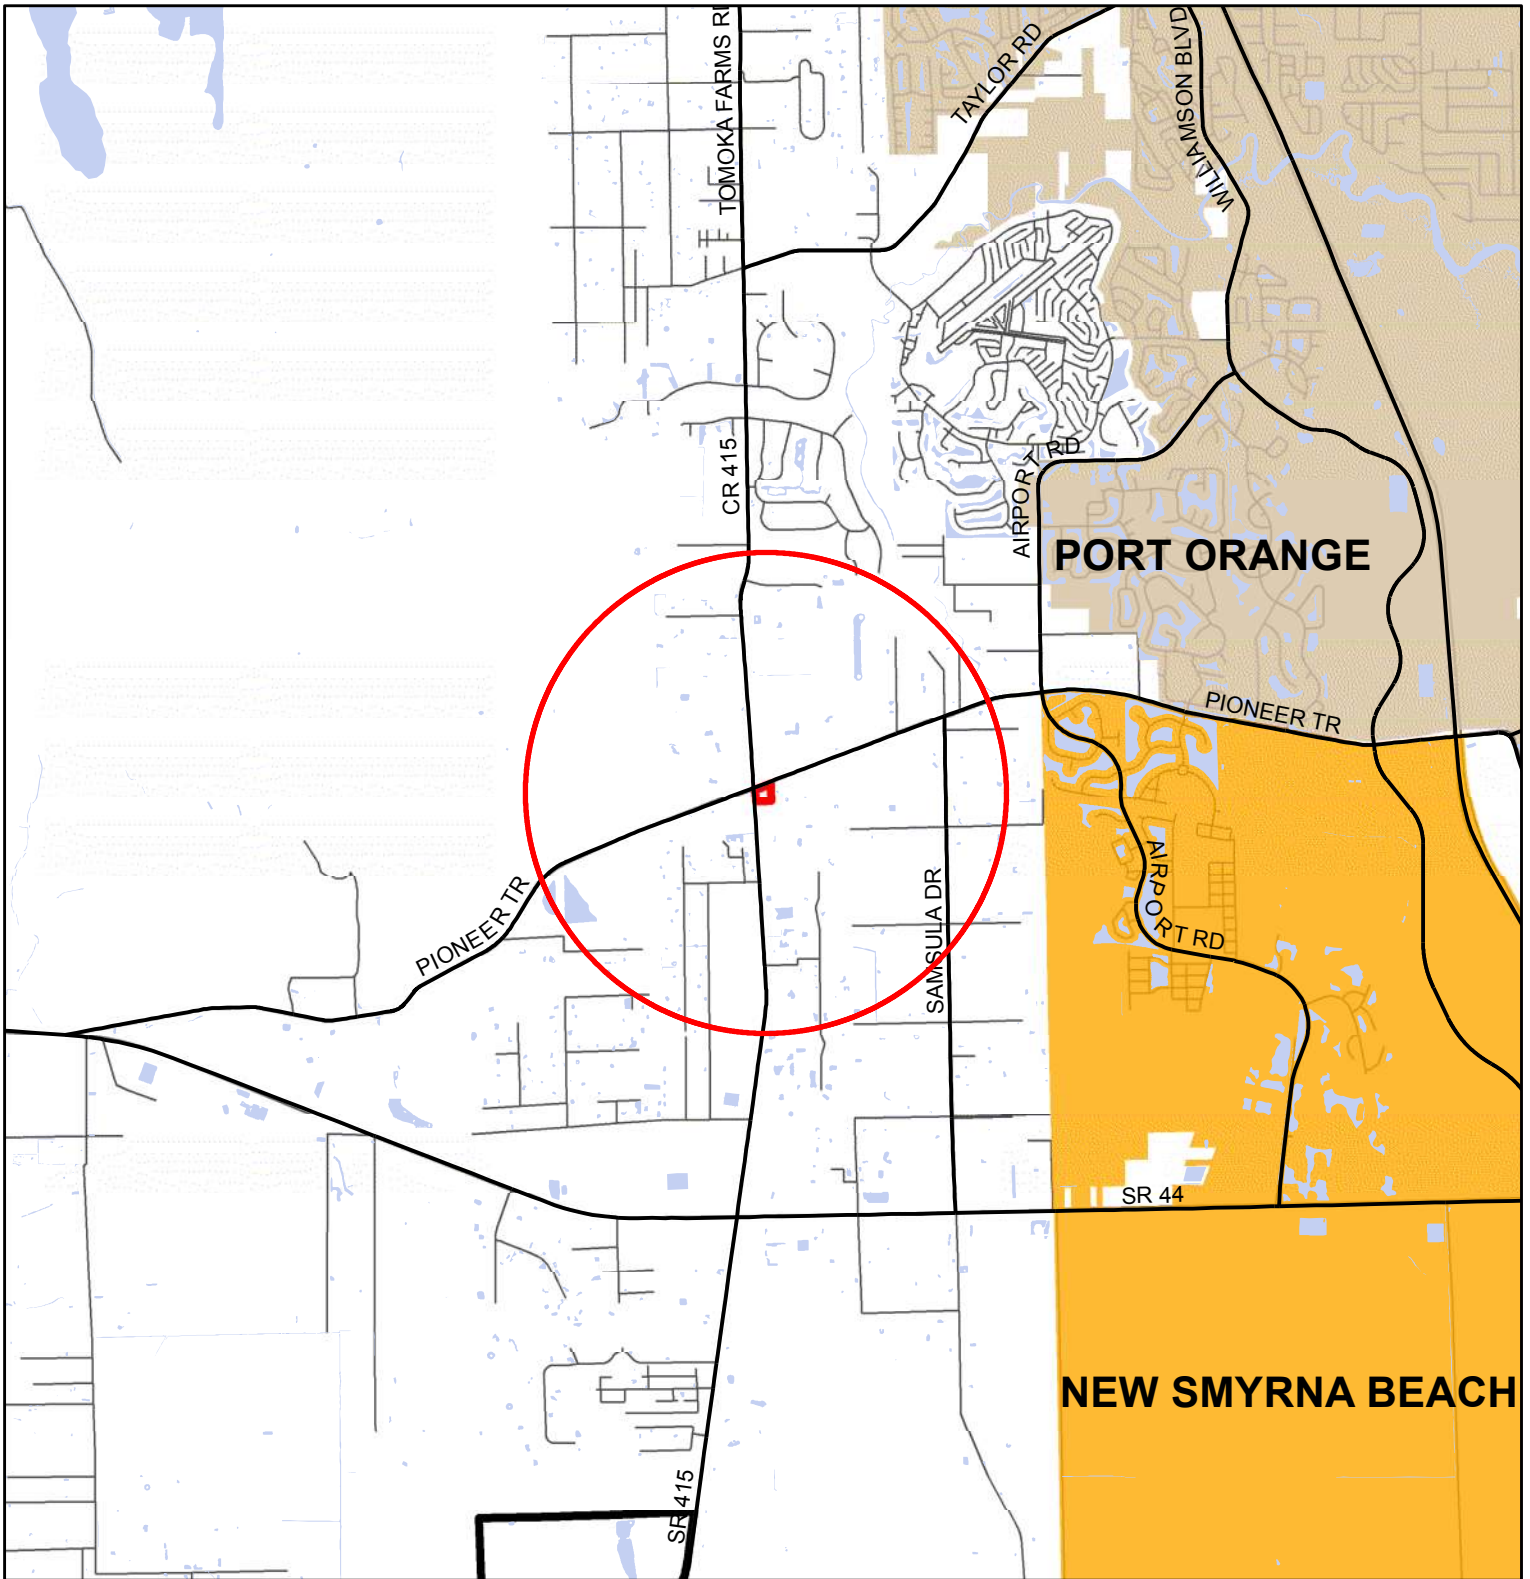 TOMOKA FARMS RD
TAYLOR RD
WILLIAMSON BLVD
CR 415
AIRPORT RD
PORT ORANGE
PIONEER TR
PIONEER TR
AIRPORT RD
SAMSULA DR
SR 44
NEW SMYRNA BEACH
SR 415